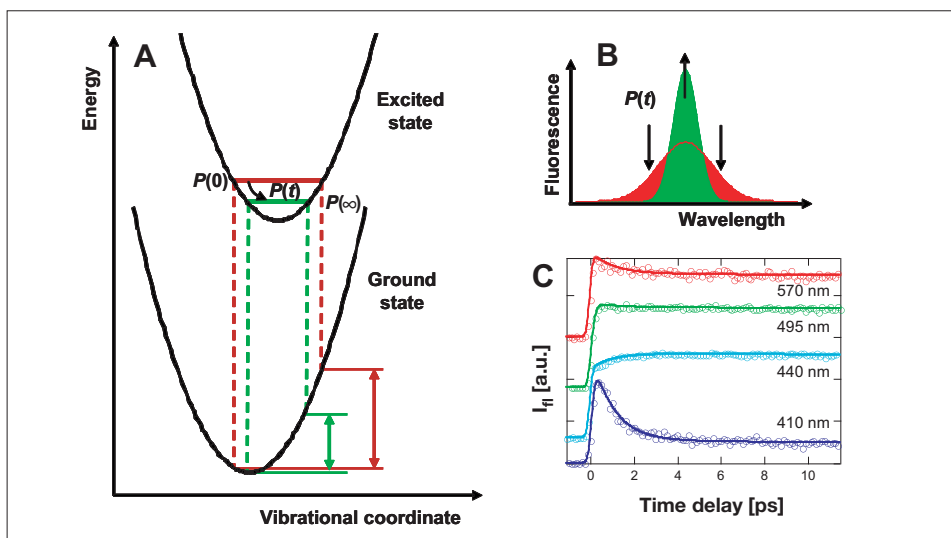 A
Energy
Excited
state
P(0)
P(t)
P(∞)
Ground
state
Vibrational coordinate
B
Fluorescence
P(t)
Wavelength
C
I_fl [a.u.]
570 nm
495 nm
440 nm
410 nm
0 2 4 6 8 10
Time delay [ps]